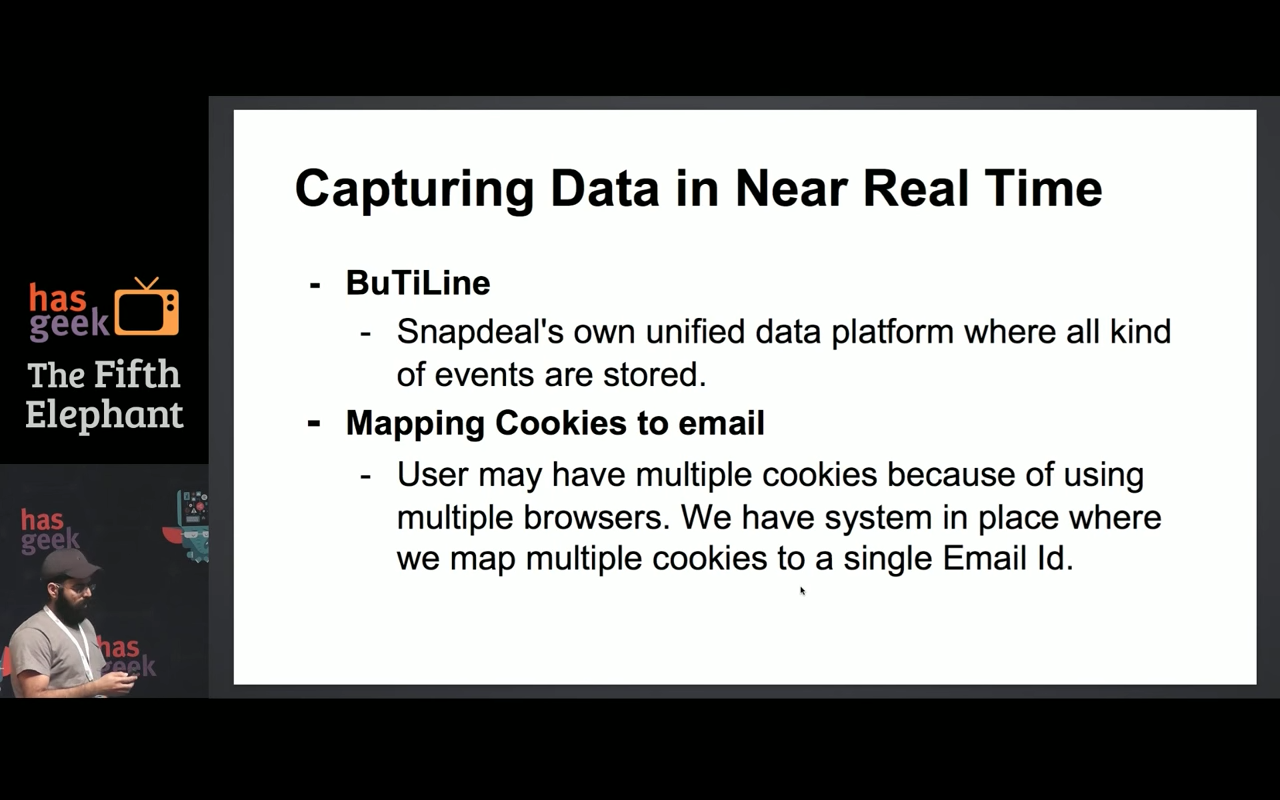 Capturing Data in Near Real Time
- BuTiLine
- Snapdeal's own unified data platform where all kind
of events are stored.
- Mapping Cookies to email
- User may have multiple cookies because of using
multiple browsers. We have system in place where
we map multiple cookies to a single Email Id.
has
geek
The Fifth
Elephant
has
geek
has
geek